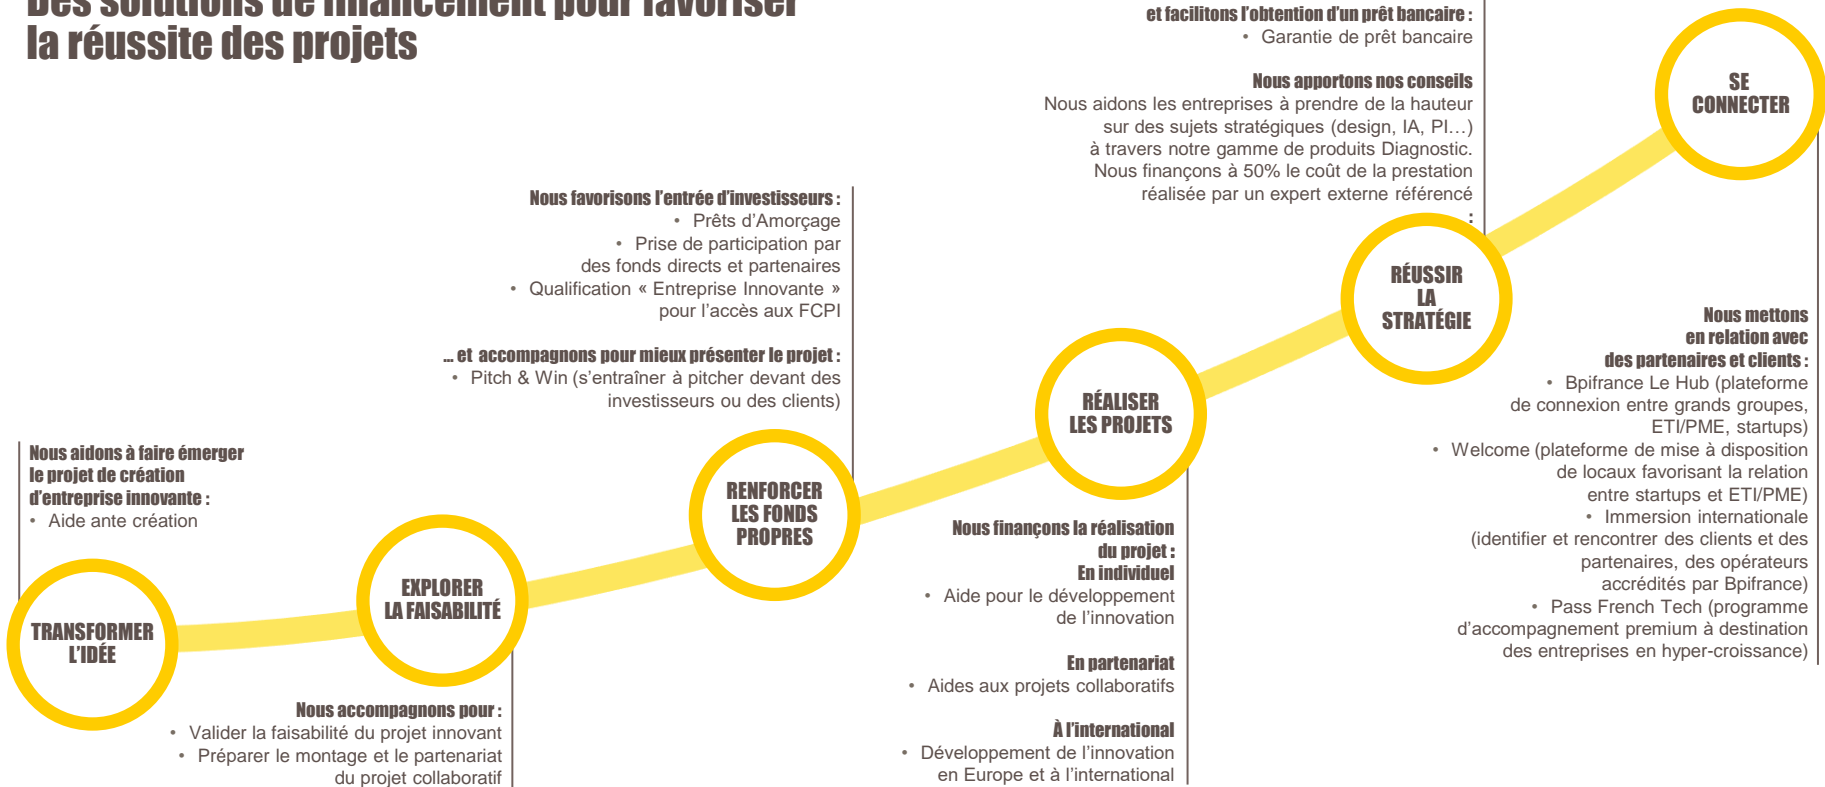 Des solutions de financement pour favoriser
la réussite des projets
Nous aidons à faire émerger
le projet de création
d'entreprise innovante :
• Aide ante création
TRANSFORMER
L'IDÉE
EXPLORER
LA FAISABILITÉ
Nous accompagnons pour :
• Valider la faisabilité du projet innovant
• Préparer le montage et le partenariat
du projet collaboratif
Nous favorisons l'entrée d'investisseurs :
• Prêts d'Amorçage
• Prise de participation par
des fonds directs et partenaires
• Qualification « Entreprise Innovante »
pour l'accès aux FCPI
... et accompagnons pour mieux présenter le projet :
• Pitch & Win (s'entraîner à pitcher devant des
investisseurs ou des clients)
RENFORCER
LES FONDS
PROPRES
RÉALISER
LES PROJETS
Nous finançons la réalisation
du projet :
En individuel
• Aide pour le développement
de l'innovation
En partenariat
• Aides aux projets collaboratifs
À l'international
• Développement de l'innovation
en Europe et à l'international
et facilitons l'obtention d'un prêt bancaire :
• Garantie de prêt bancaire
Nous apportons nos conseils
Nous aidons les entreprises à prendre de la hauteur
sur des sujets stratégiques (design, IA, PI…)
à travers notre gamme de produits Diagnostic.
Nous finançons à 50% le coût de la prestation
réalisée par un expert externe référencé
:
RÉUSSIR
LA
STRATÉGIE
SE
CONNECTER
Nous mettons
en relation avec
des partenaires et clients :
• Bpifrance Le Hub (plateforme
de connexion entre grands groupes,
ETI/PME, startups)
• Welcome (plateforme de mise à disposition
de locaux favorisant la relation
entre startups et ETI/PME)
• Immersion internationale
(identifier et rencontrer des clients et des
partenaires, des opérateurs
accrédités par Bpifrance)
• Pass French Tech (programme
d'accompagnement premium à destination
des entreprises en hyper-croissance)